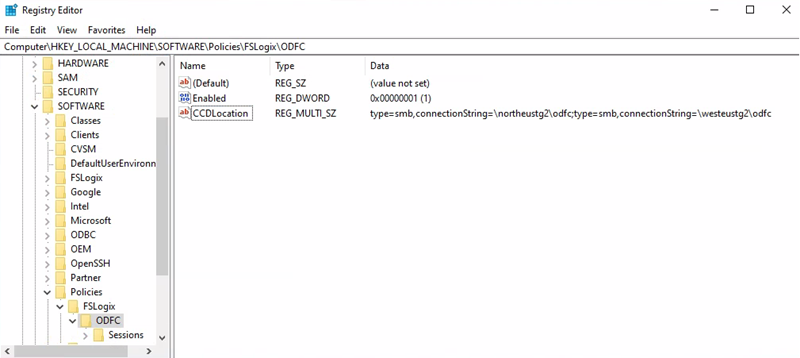 Registry Editor
File Edit View Favorites Help
Computer\HKEY_LOCAL_MACHINE\SOFTWARE\Policies\FSLogix\ODFC
HARDWARE
SAM
SECURITY
SOFTWARE
Classes
Clients
CVSM
DefaultUserEnvironm
FSLogix
Google
Intel
Microsoft
ODBC
OEM
OpenSSH
Partner
Policies
FSLogix
ODFC
Sessions
Name Type Data
(Default) REG_SZ (value not set)
Enabled REG_DWORD 0x00000001 (1)
CCDLocation REG_MULTI_SZ type=smb,connectionString=\northeustg2\odfc;type=smb,connectionString=\westeustg2\odfc